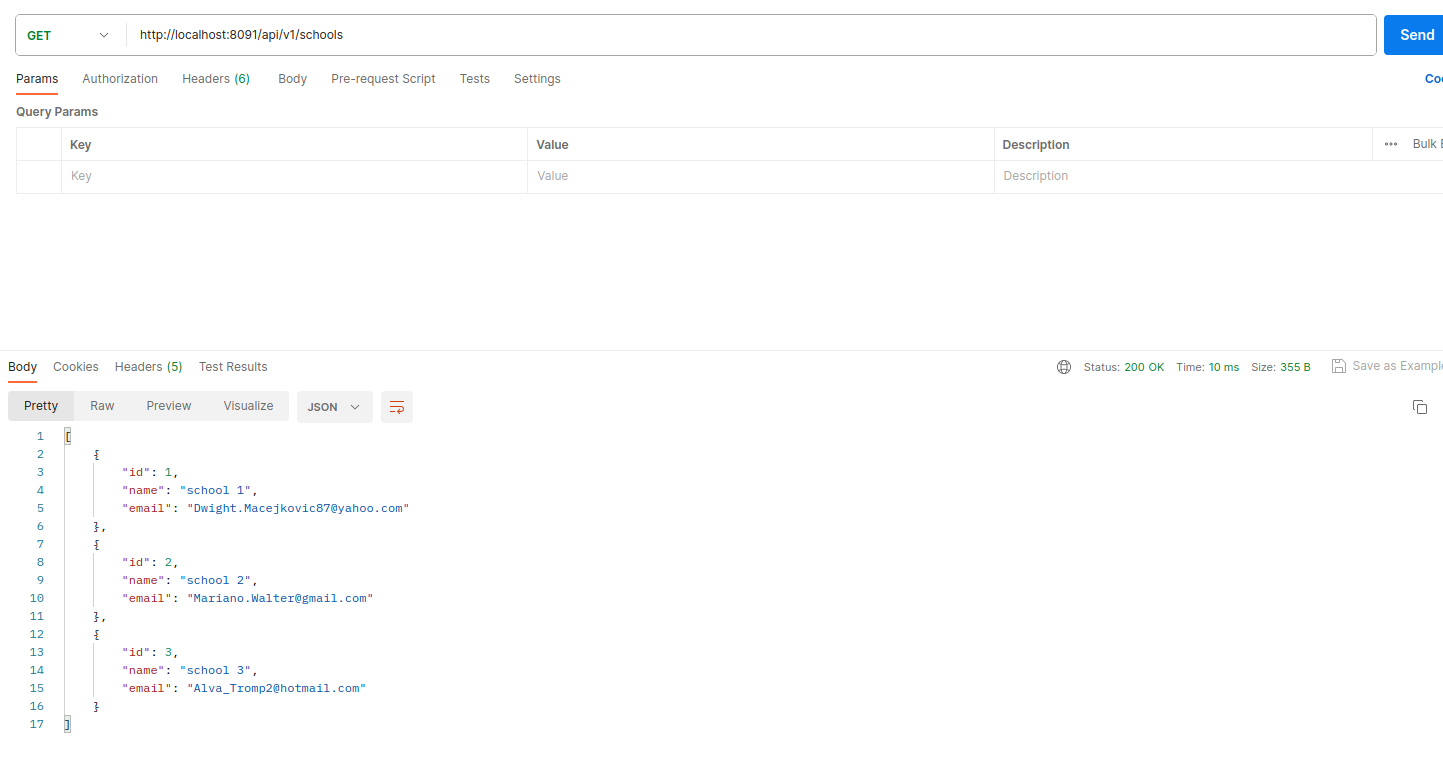 GET http://localhost:8091/api/v1/schools Send
Params Authorization Headers (6) Body Pre-request Script Tests Settings Coo
Query Params
Key Value Description Bulk E
Key Value Description
Body Cookies Headers (5) Test Results Status: 200 OK Time: 10 ms Size: 355 B Save as Example
Pretty Raw Preview Visualize JSON
1 [
2 {
3 "id": 1,
4 "name": "school 1",
5 "email": "Dwight.Macejkovic87@yahoo.com"
6 },
7 {
8 "id": 2,
9 "name": "school 2",
10 "email": "Mariano.Walter@gmail.com"
11 },
12 {
13 "id": 3,
14 "name": "school 3",
15 "email": "Alva_Tromp2@hotmail.com"
16 }
17 ]